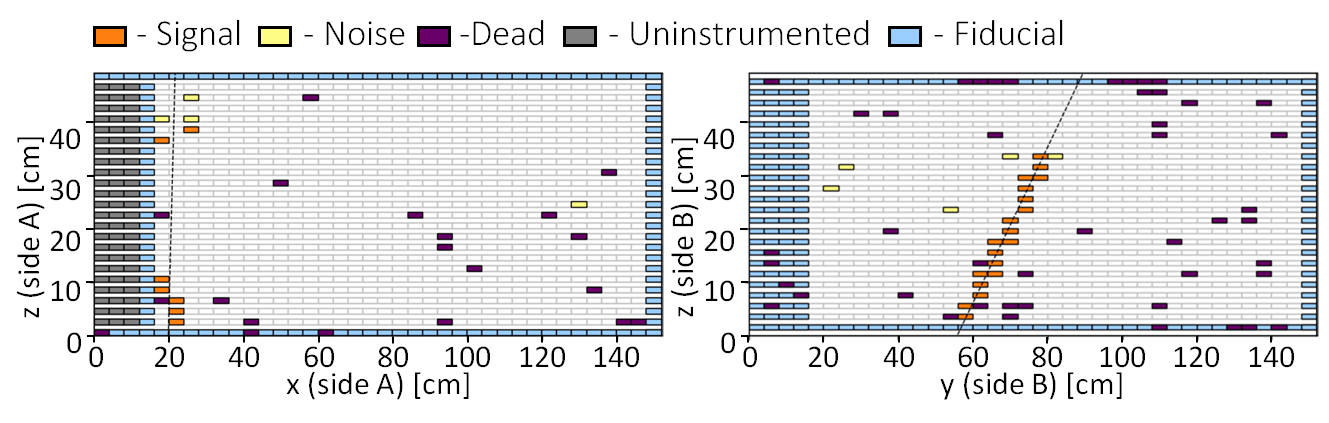 - Signal - Noise -Dead - Uninstrumented - Fiducial
z (side A) [cm]
40
30
20
10
0
0 20 40 60 80 100 120 140
x (side A) [cm]
z (side B) [cm]
40
30
20
10
0
0 20 40 60 80 100 120 140
y (side B) [cm]